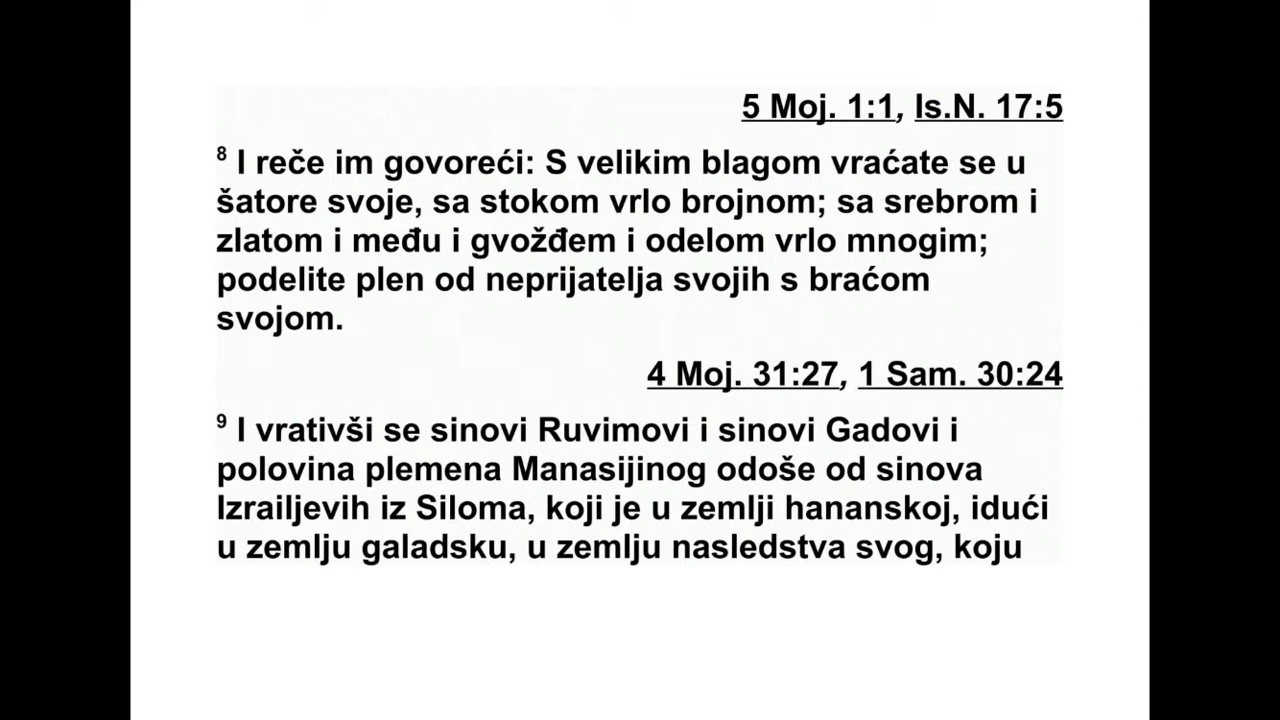 5 Moj. 1:1, Is.N. 17:5
8 I reče im govoreći: S velikim blagom vraćate se u
šatore svoje, sa stokom vrlo brojnom; sa srebrom i
zlatom i među i gvožđem i odelom vrlo mnogim;
podelite plen od neprijatelja svojih s braćom
svojom.
4 Moj. 31:27, 1 Sam. 30:24
9 I vrativši se sinovi Ruvimovi i sinovi Gadovi i
polovina plemena Manasijinog odoše od sinova
Izrailjevih iz Siloma, koji je u zemlji hananskoj, idući
u zemlju galadsku, u zemlju nasledstva svog, koju